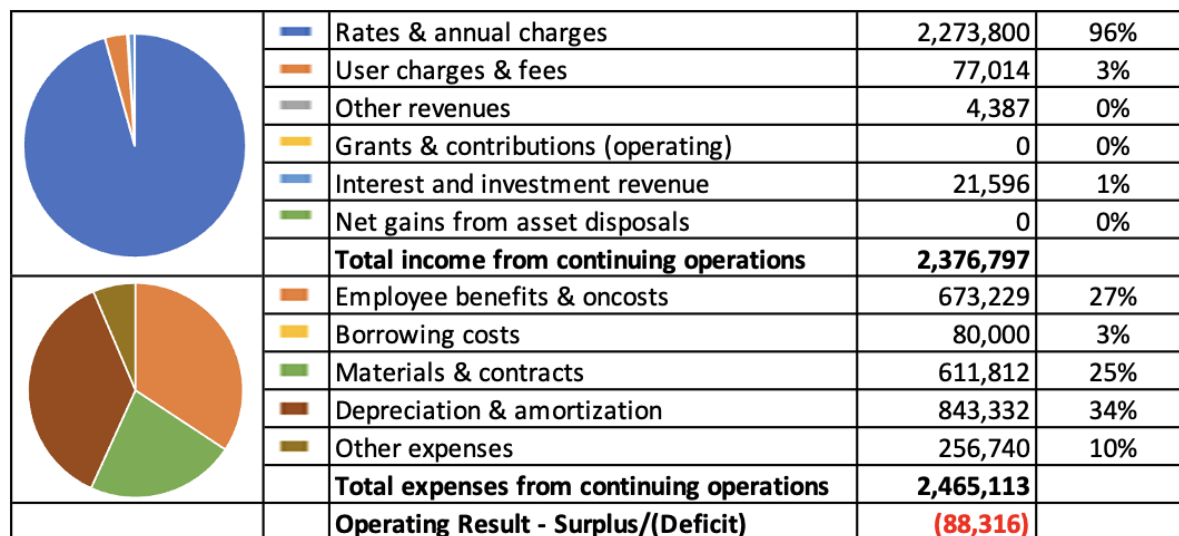 Rates & annual charges 2,273,800 96%
User charges & fees 77,014 3%
Other revenues 4,387 0%
Grants & contributions (operating) 0 0%
Interest and investment revenue 21,596 1%
Net gains from asset disposals 0 0%
Total income from continuing operations 2,376,797
Employee benefits & oncosts 673,229 27%
Borrowing costs 80,000 3%
Materials & contracts 611,812 25%
Depreciation & amortization 843,332 34%
Other expenses 256,740 10%
Total expenses from continuing operations 2,465,113
Operating Result - Surplus/(Deficit) (88,316)